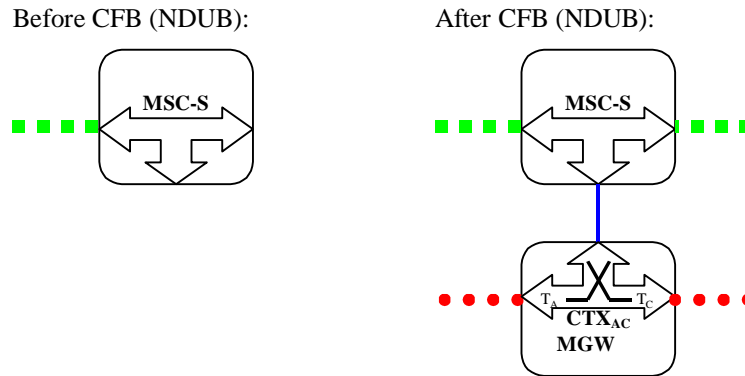 Before CFB (NDUB):
After CFB (NDUB):
MSC-S
MSC-S
TA
TC
CTXAC
MGW